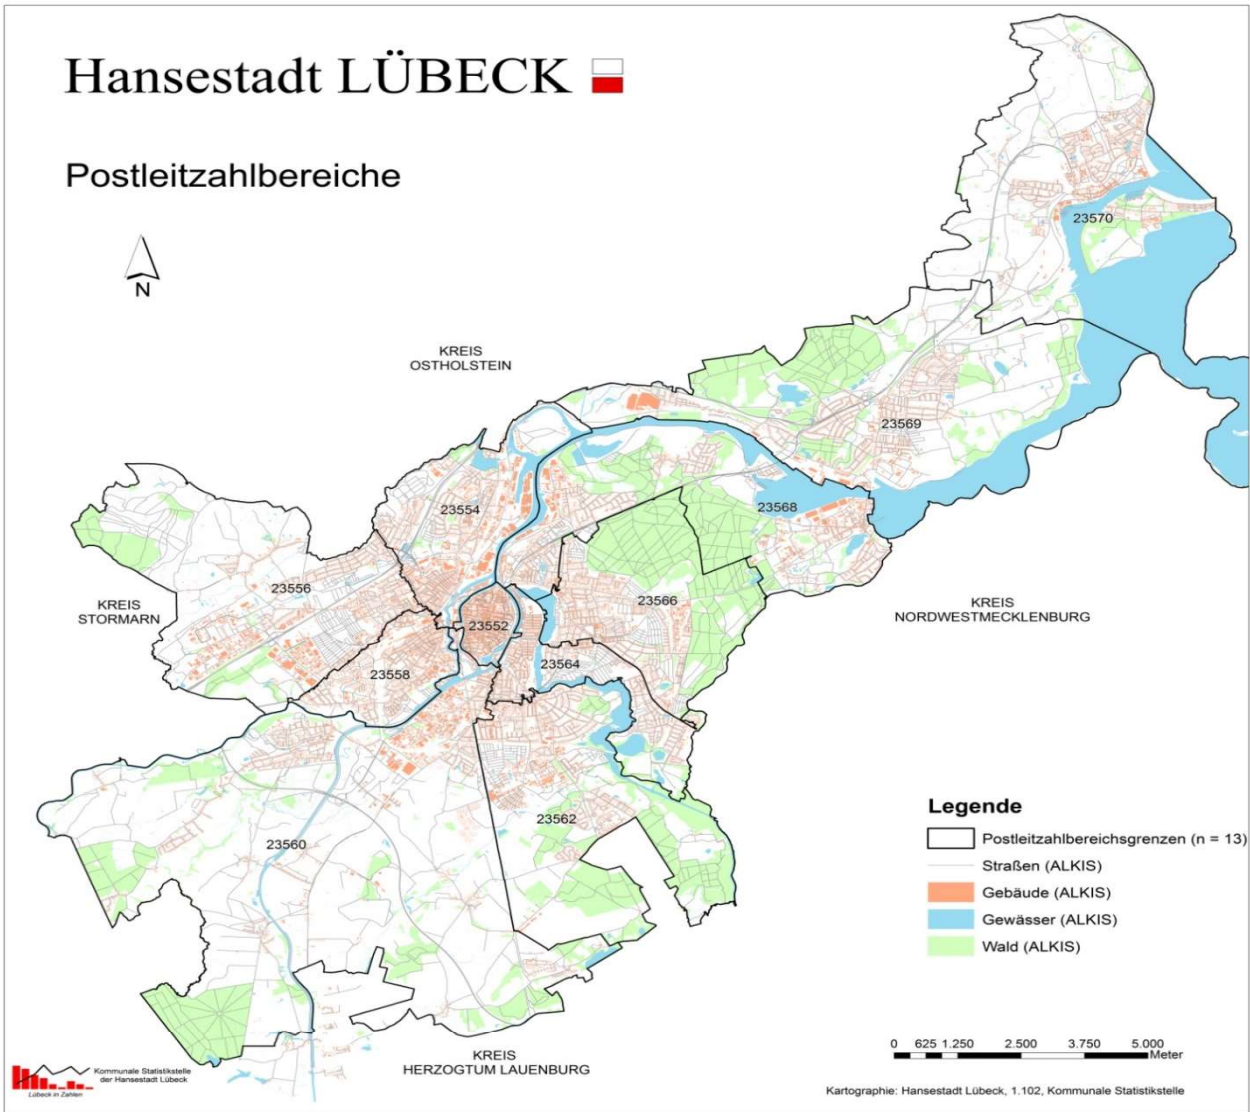 Hansestadt LÜBECK
Postleitzahlbereiche
N
23570
KREIS
OSTHOLSTEIN
23569
23554
23568
23556
23566
KREIS
STORMARN
KREIS
NORDWESTMECKLENBURG
23552
23564
23558
23562
23560
Legende
Postleitzahlbereichsgrenzen (n = 13)
Straßen (ALKIS)
Gebäude (ALKIS)
Gewässer (ALKIS)
Wald (ALKIS)
KREIS
HERZOGTUM LAUENBURG
0 625 1.250 2.500 3.750 5.000
Meter
Kommunale Statistikstelle
der Hansestadt Lübeck
Lübeck in Zahlen
Kartographie: Hansestadt Lübeck, 1.102, Kommunale Statistikstelle